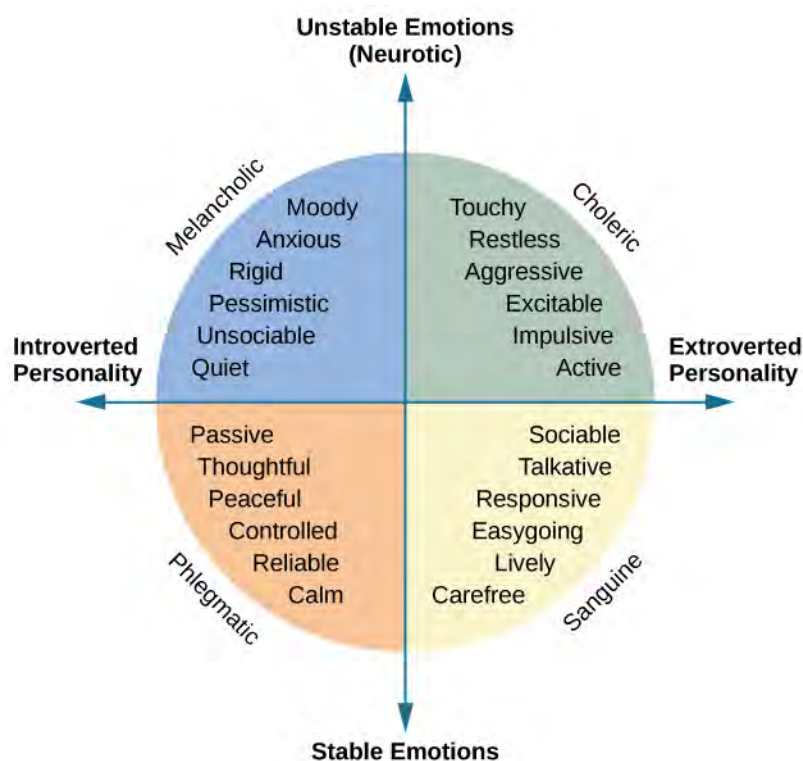 Unstable Emotions
(Neurotic)
Melancholic
Choleric
Moody
Anxious
Rigid
Pessimistic
Unsociable
Quiet
Touchy
Restless
Aggressive
Excitable
Impulsive
Active
Introverted
Personality
Extroverted
Personality
Passive
Thoughtful
Peaceful
Controlled
Reliable
Calm
Sociable
Talkative
Responsive
Easygoing
Lively
Carefree
Phlegmatic
Sanguine
Stable Emotions